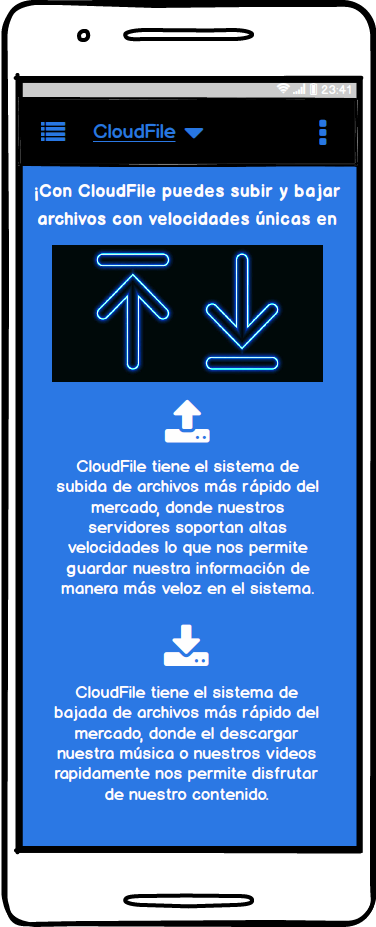 23:41
CloudFile
¡Con CloudFile puedes subir y bajar
archivos con velocidades únicas en
CloudFile tiene el sistema de
subida de archivos más rápido del
mercado, donde nuestros
servidores soportan altas
velocidades lo que nos permite
guardar nuestra información de
manera más veloz en el sistema.
CloudFile tiene el sistema de
bajada de archivos más rápido del
mercado, donde el descargar
nuestra música o nuestros videos
rapidamente nos permite disfrutar
de nuestro contenido.